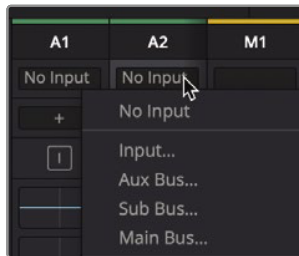 A1 A2 M1
No Input No Input
+
No Input
I
Input...
Aux Bus...
Sub Bus...
Main Bus...